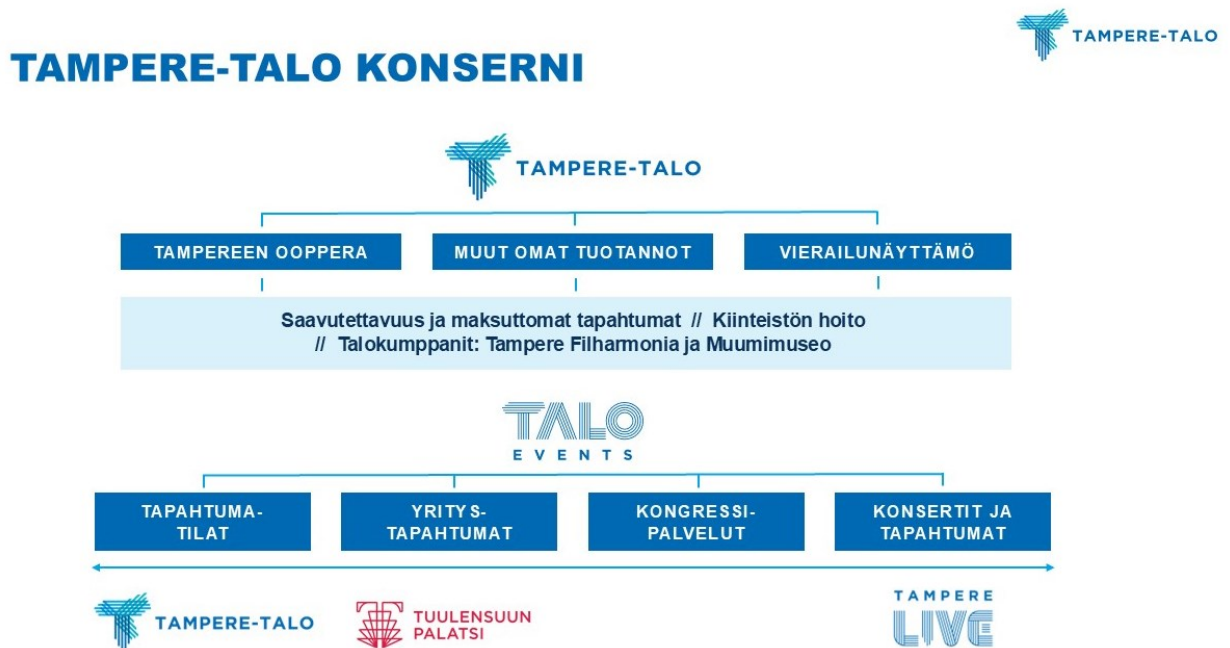 TAMPERE-TALO
TAMPERE-TALO KONSERNI
TAMPERE-TALO
TAMPEREEN OOPPERA
MUUT OMAT TUOTANNOT
VIERAILUNÄYTTÄMÖ
Saavutettavuus ja maksuttomat tapahtumat // Kiinteistön hoito
// Talokumppanit: Tampere Filharmonia ja Muumimuseo
TALO
EVENTS
TAPAHTUMA-
TILAT
YRITYS-
TAPAHTUMAT
KONGRESSI-
PALVELUT
KONSERTIT JA
TAPAHTUMAT
TAMPERE-TALO
TUULENSUUN
PALATSI
TAMPERE
LIVE